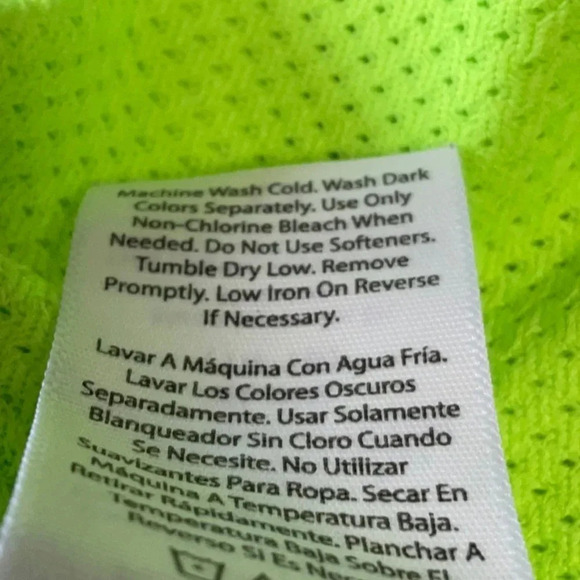 Machine Wash Cold. Wash Dark
Colors Separately. Use Only
Non-Chlorine Bleach When
Needed. Do Not Use Softeners.
Tumble Dry Low. Remove
Promptly. Low Iron On Reverse
If Necessary.
Lavar A Máquina Con Agua Fría.
Lavar Los Colores Oscuros
Separadamente. Usar Solamente
Blanqueador Sin Cloro Cuando
Se Necesite. No Utilizar
Suavizantes Para Ropa. Secar En
Máquina A Temperatura Baja.
Retirar Rápidamente. Planchar A
Temperatura Baja Sobre El
Reverso Si Es